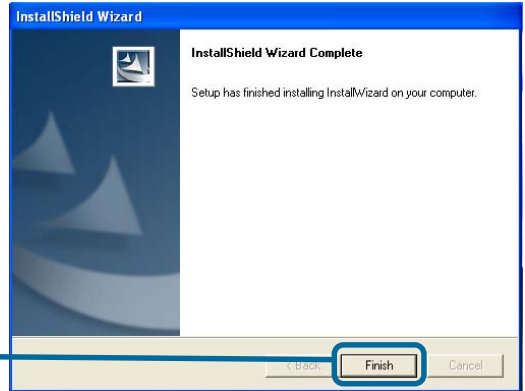 InstallShield Wizard
InstallShield Wizard Complete
Setup has finished installing InstallWizard on your computer.
< Back Finish Cancel